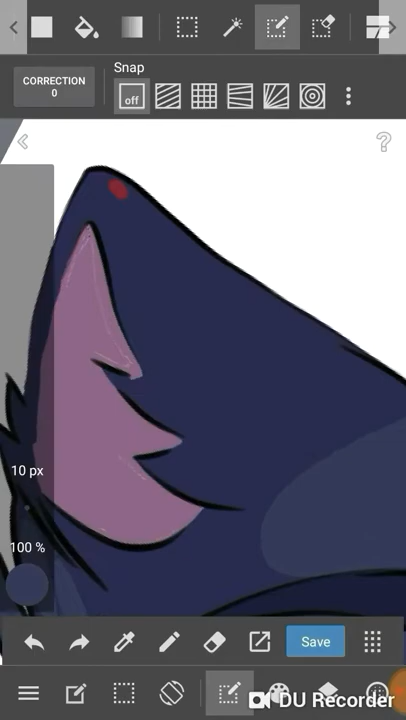 CORRECTION
0
Snap
off
10 px
100 %
Save
DU Recorder